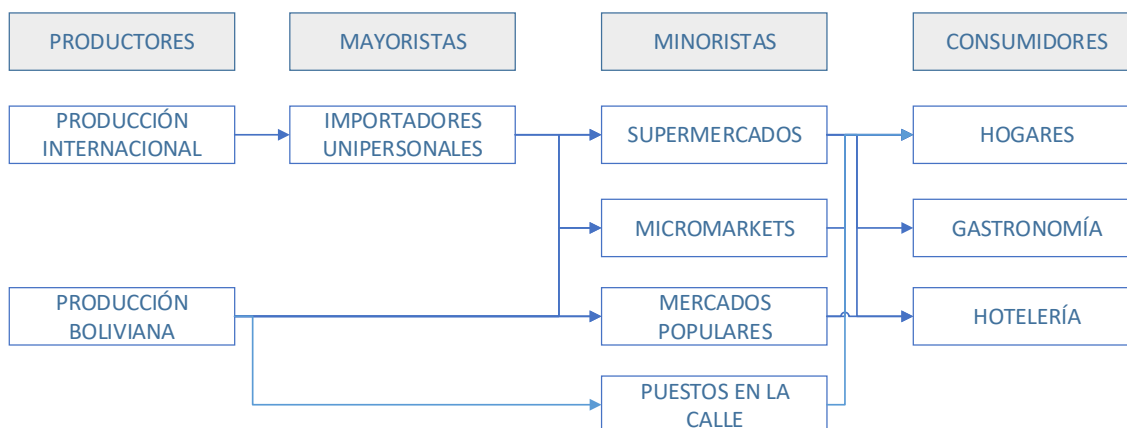 PRODUCTORES
MAYORISTAS
MINORISTAS
CONSUMIDORES
PRODUCCIÓN
INTERNACIONAL
IMPORTADORES
UNIPERSONALES
SUPERMERCADOS
HOGARES
MICROMARKETS
GASTRONOMÍA
PRODUCCIÓN
BOLIVIANA
MERCADOS
POPULARES
HOTELERÍA
PUESTOS EN LA
CALLE